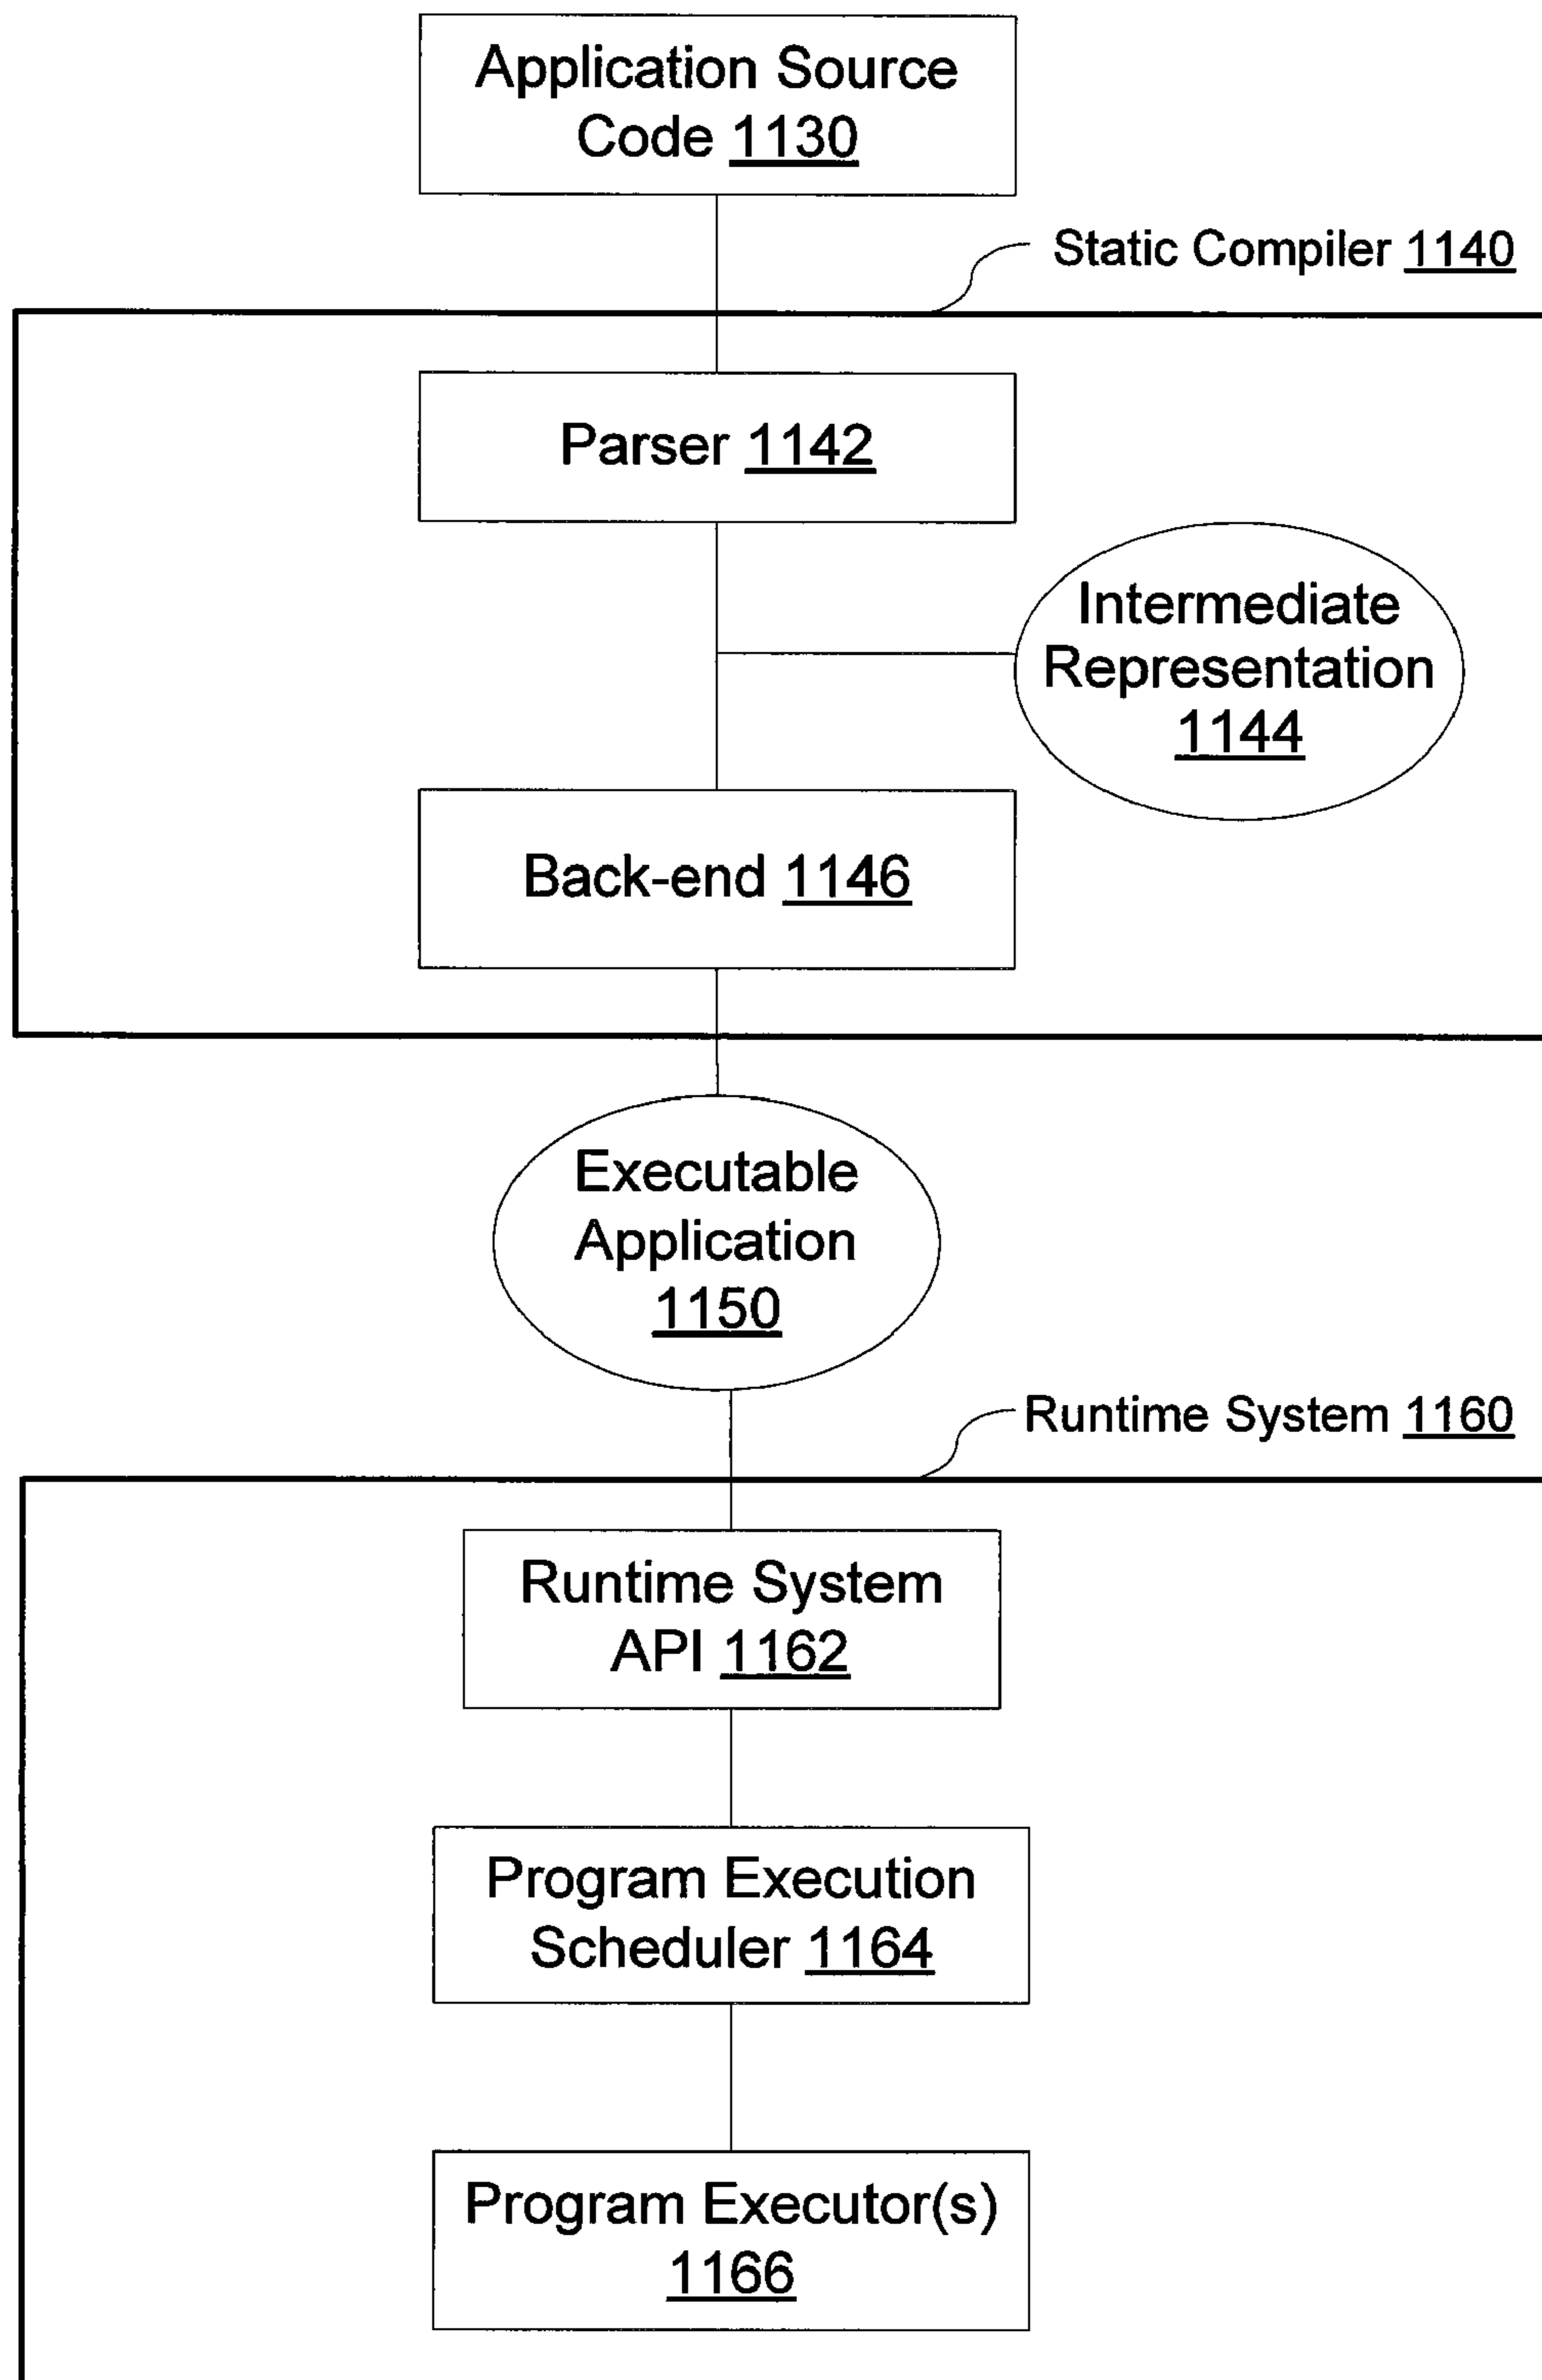 Application Source
Code 1130
Static Compiler 1140
Parser 1142
Intermediate
Representation
1144
Back-end 1146
Executable
Application
1150
Runtime System 1160
Runtime System
API 1162
Program Execution
Scheduler 1164
Program Executor(s)
1166